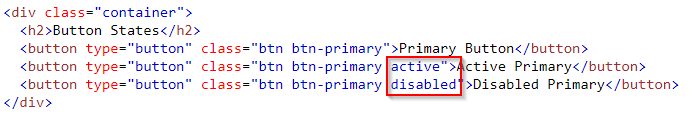 <div class="container">
<h2>Button States</h2>
<button type="button" class="btn btn-primary">Primary Button</button>
<button type="button" class="btn btn-primary active">Active Primary</button>
<button type="button" class="btn btn-primary disabled">Disabled Primary</button>
</div>